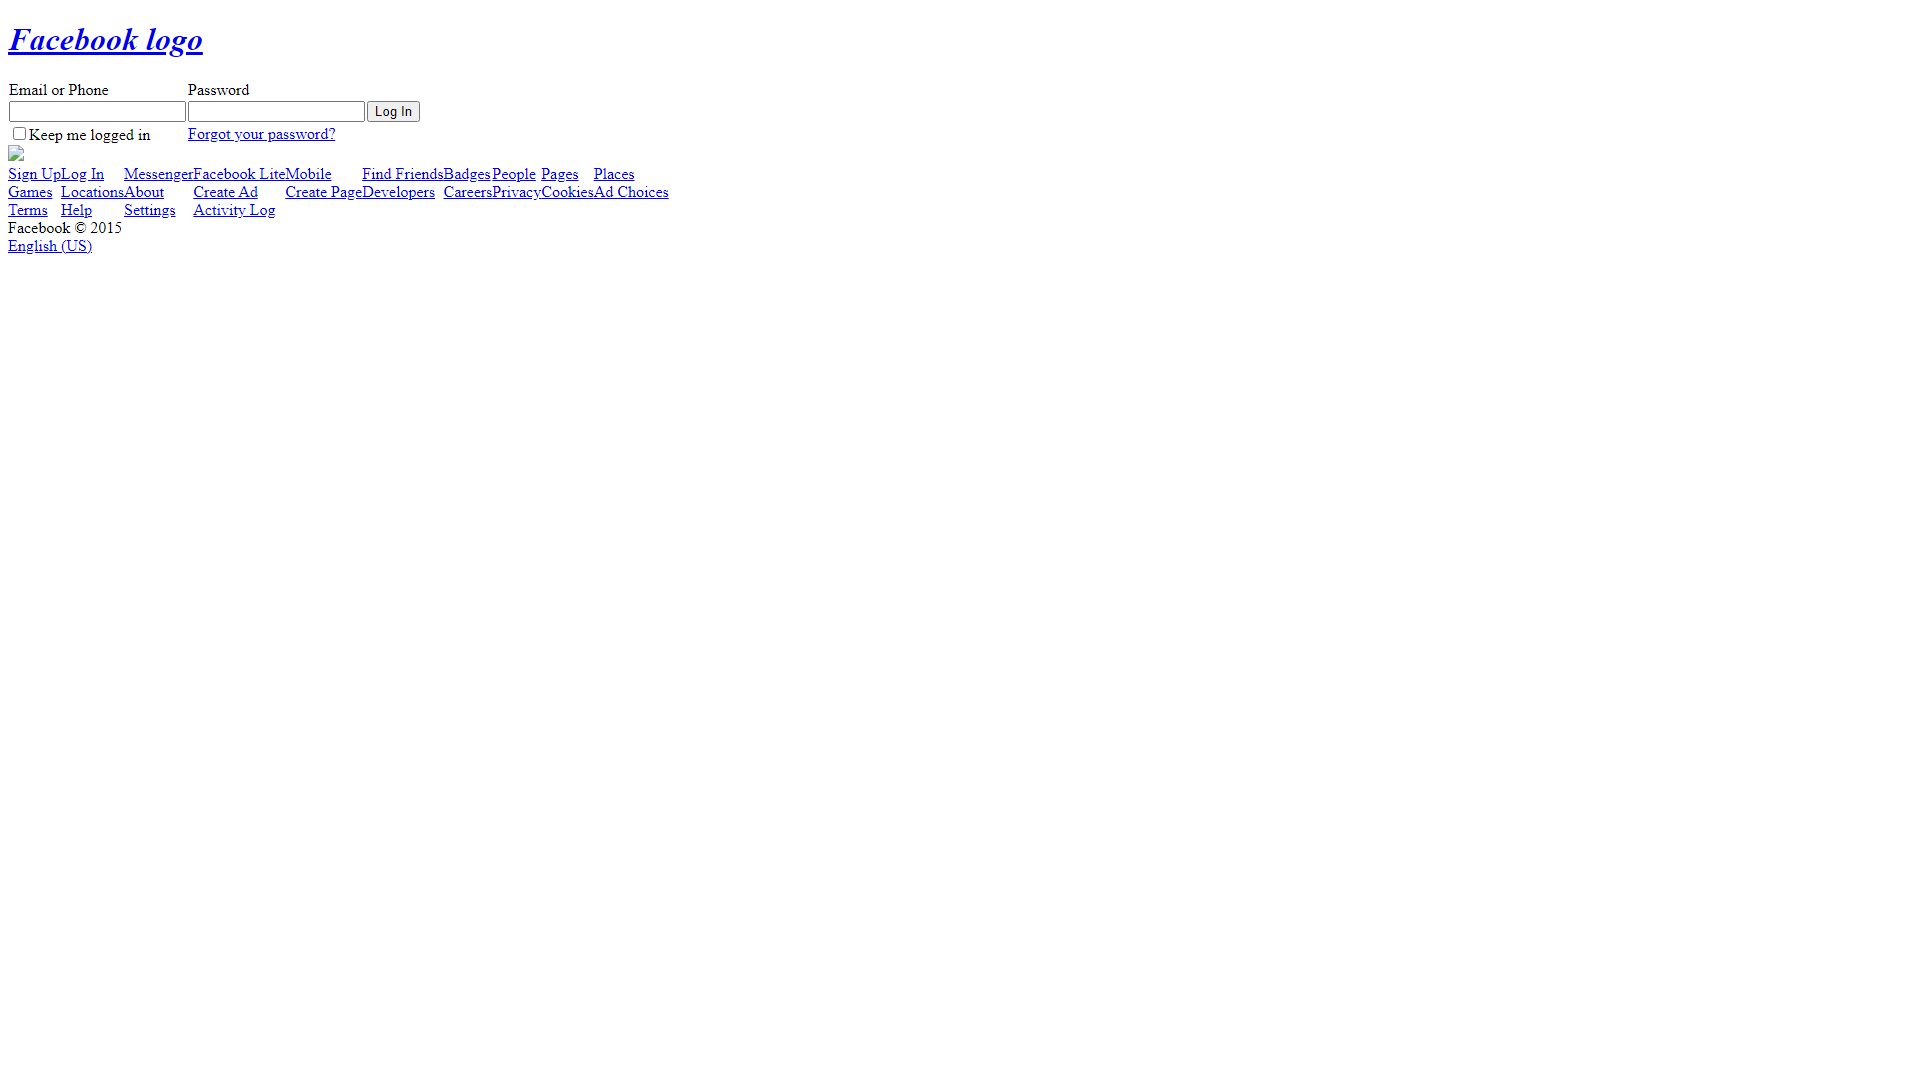 Facebook logo
Email or Phone Password
Log In
Keep me logged in Forgot your password?
Sign Up Log In Messenger Facebook Lite Mobile Find Friends Badges People Pages Places
Games Locations About Create Ad Create Page Developers Careers Privacy Cookies Ad Choices
Terms Help Settings Activity Log
Facebook © 2015
English (US)